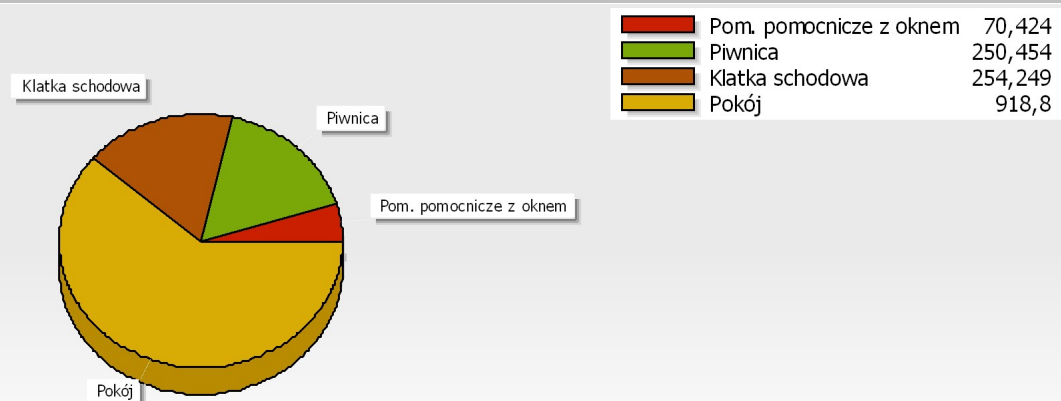 Pom. pomocnicze z oknem 70,424
Piwnica 250,454
Klatka schodowa 254,249
Pokój 918,8
Klatka schodowa
Piwnica
Pom. pomocnicze z oknem
Pokój